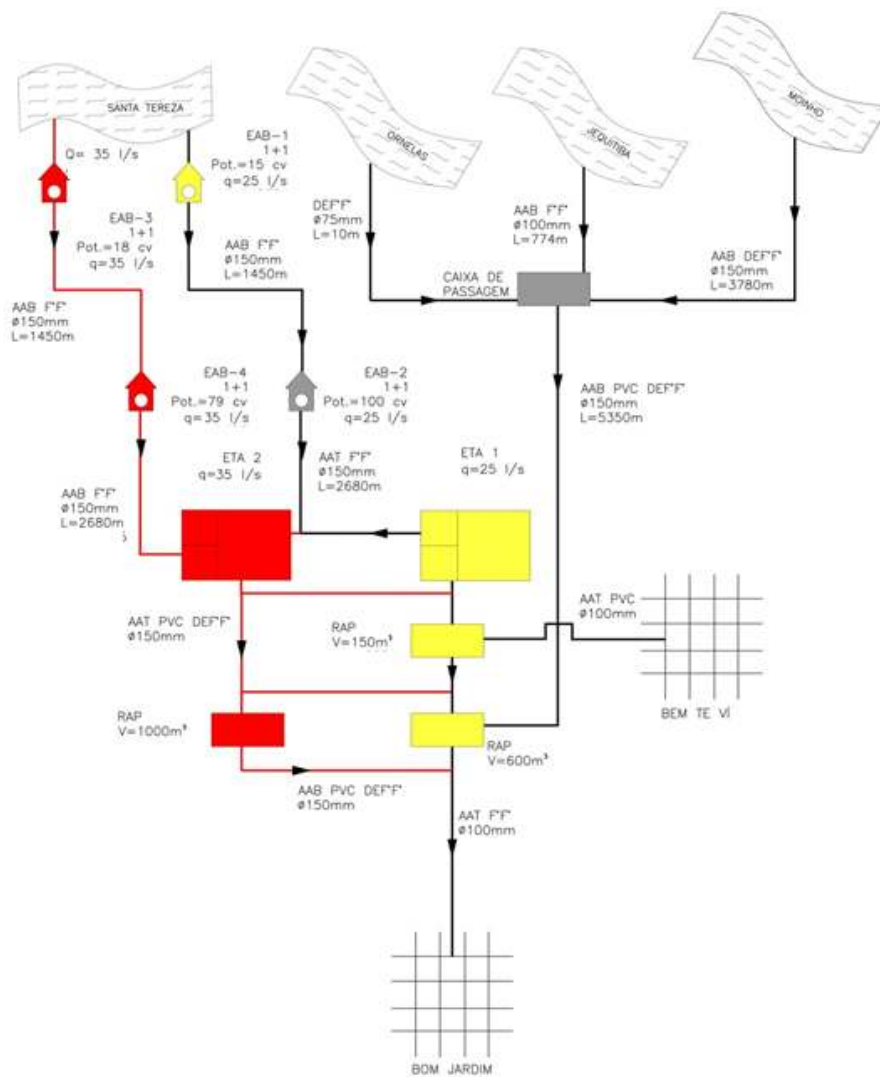 SANTA TEREZA
ORNELAS
JEQUITIBA
MOINHO
Q= 35 l/s
EAB-1
1+1
Pot.=15 cv
q=25 l/s
EAB-3
1+1
Pot.=18 cv
q=35 l/s
AAB F°F°
ø150mm
L=1450m
AAB F°F°
ø150mm
L=1450m
DEF°F°
ø75mm
L=10m
AAB F°F°
ø100mm
L=774m
AAB DEF°F°
ø150mm
L=3780m
CAIXA DE
PASSAGEM
EAB-4
1+1
Pot.=79 cv
q=35 l/s
EAB-2
1+1
Pot.=100 cv
q=25 l/s
AAB PVC DEF°F°
ø150mm
L=5350m
ETA 2
q=35 l/s
AAT F°F°
ø150mm
L=2680m
ETA 1
q=25 l/s
AAB F°F°
ø150mm
L=2680m
AAT PVC DEF°F°
ø150mm
RAP
V=150m³
AAT PVC
ø100mm
BEM TE VÍ
RAP
V=1000m³
RAP
V=600m³
AAB PVC DEF°F°
ø150mm
AAT F°F°
ø100mm
BOM JARDIM